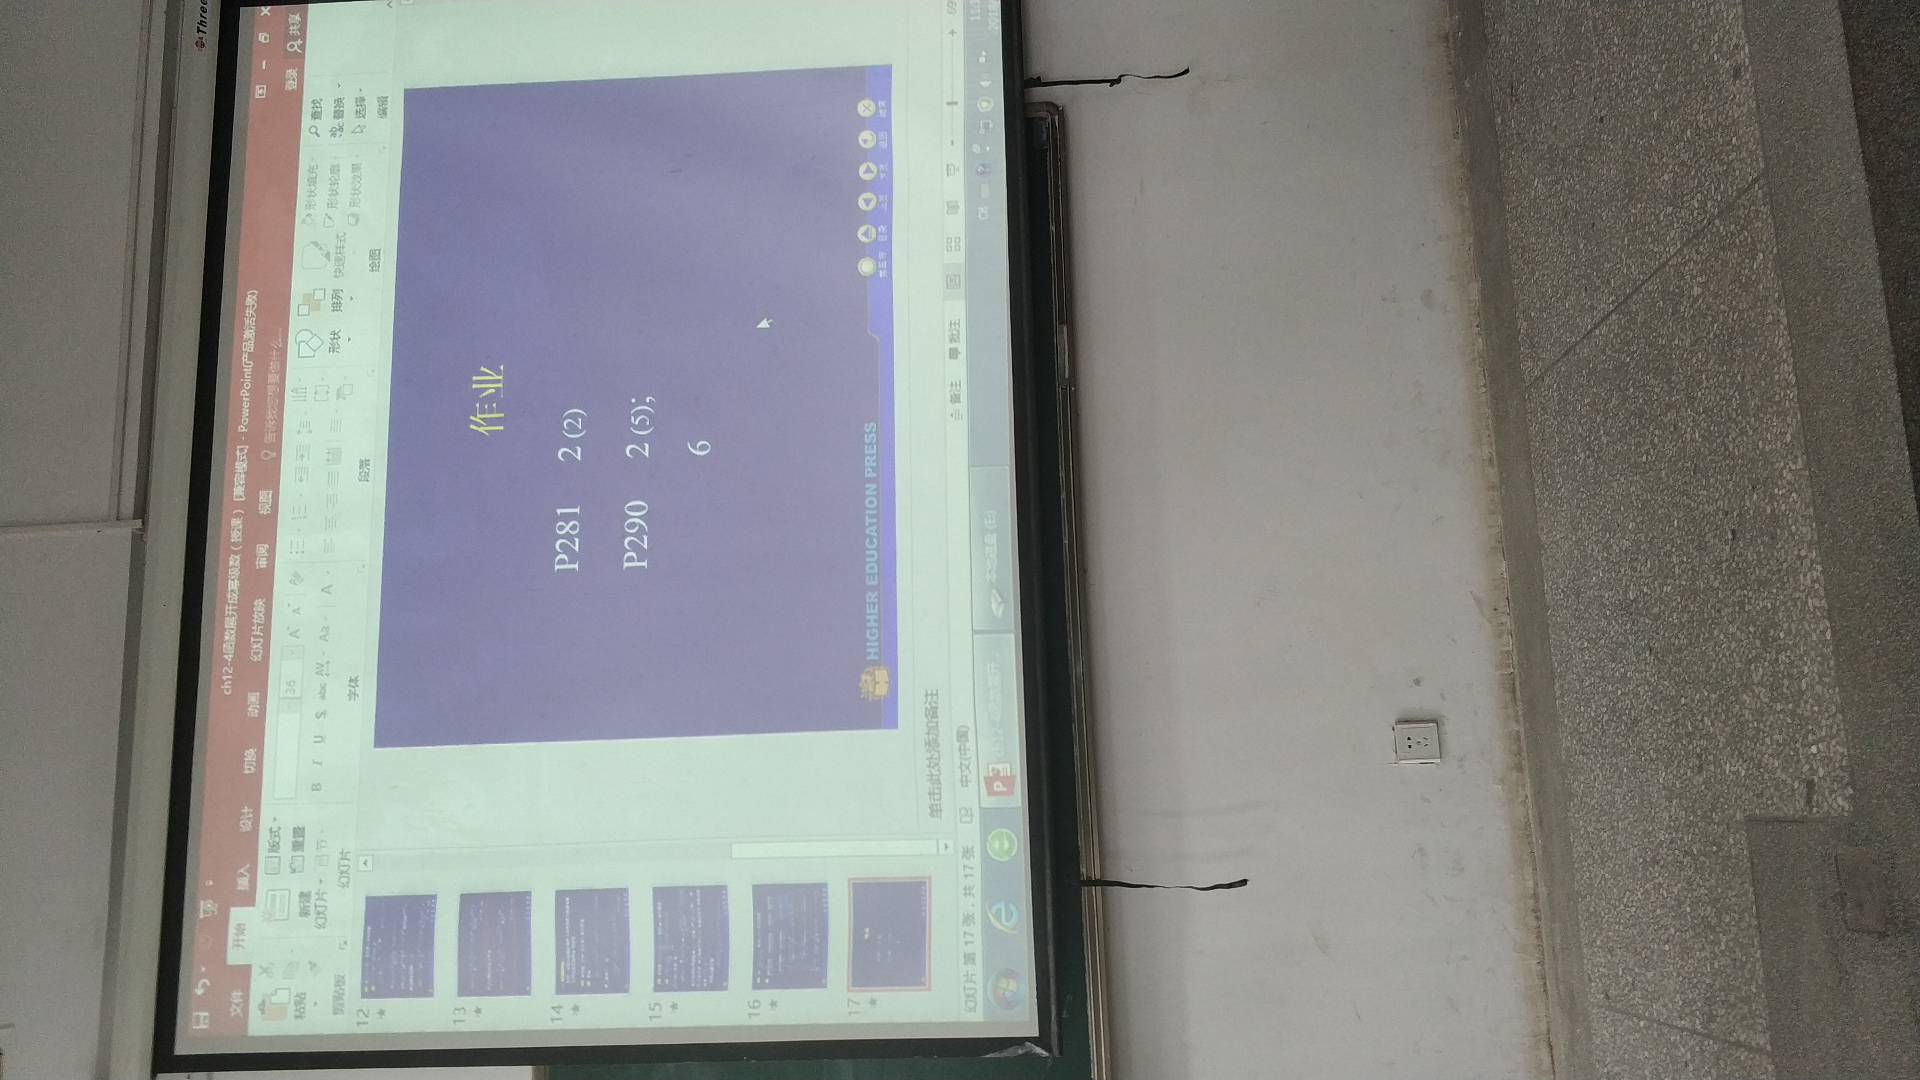 Three
ch12-4函数展开成幂级数（授课） [兼容模式] - PowerPoint(产品激活失败)
文件 开始 插入 设计 切换 动画 幻灯片放映 审阅 视图 告诉我您想要做什么... 登录 共享
粘贴 新建 幻灯片 版式 重置 节 36 形状 排列 快速样式 形状填充 形状轮廓 形状效果 查找 替换 选择
B I U S abc AV Aa A
剪贴板 幻灯片 字体 段落 绘图 编辑
12
13
14
15
16
17
作业
P281 2 (2)
P290 2 (5);
6
HIGHER EDUCATION PRESS
单击此处添加备注
幻灯片 第 17 张，共 17 张 中文(中国) 备注 批注
ch12-4函数展开... 本地磁盘 (E:) CH